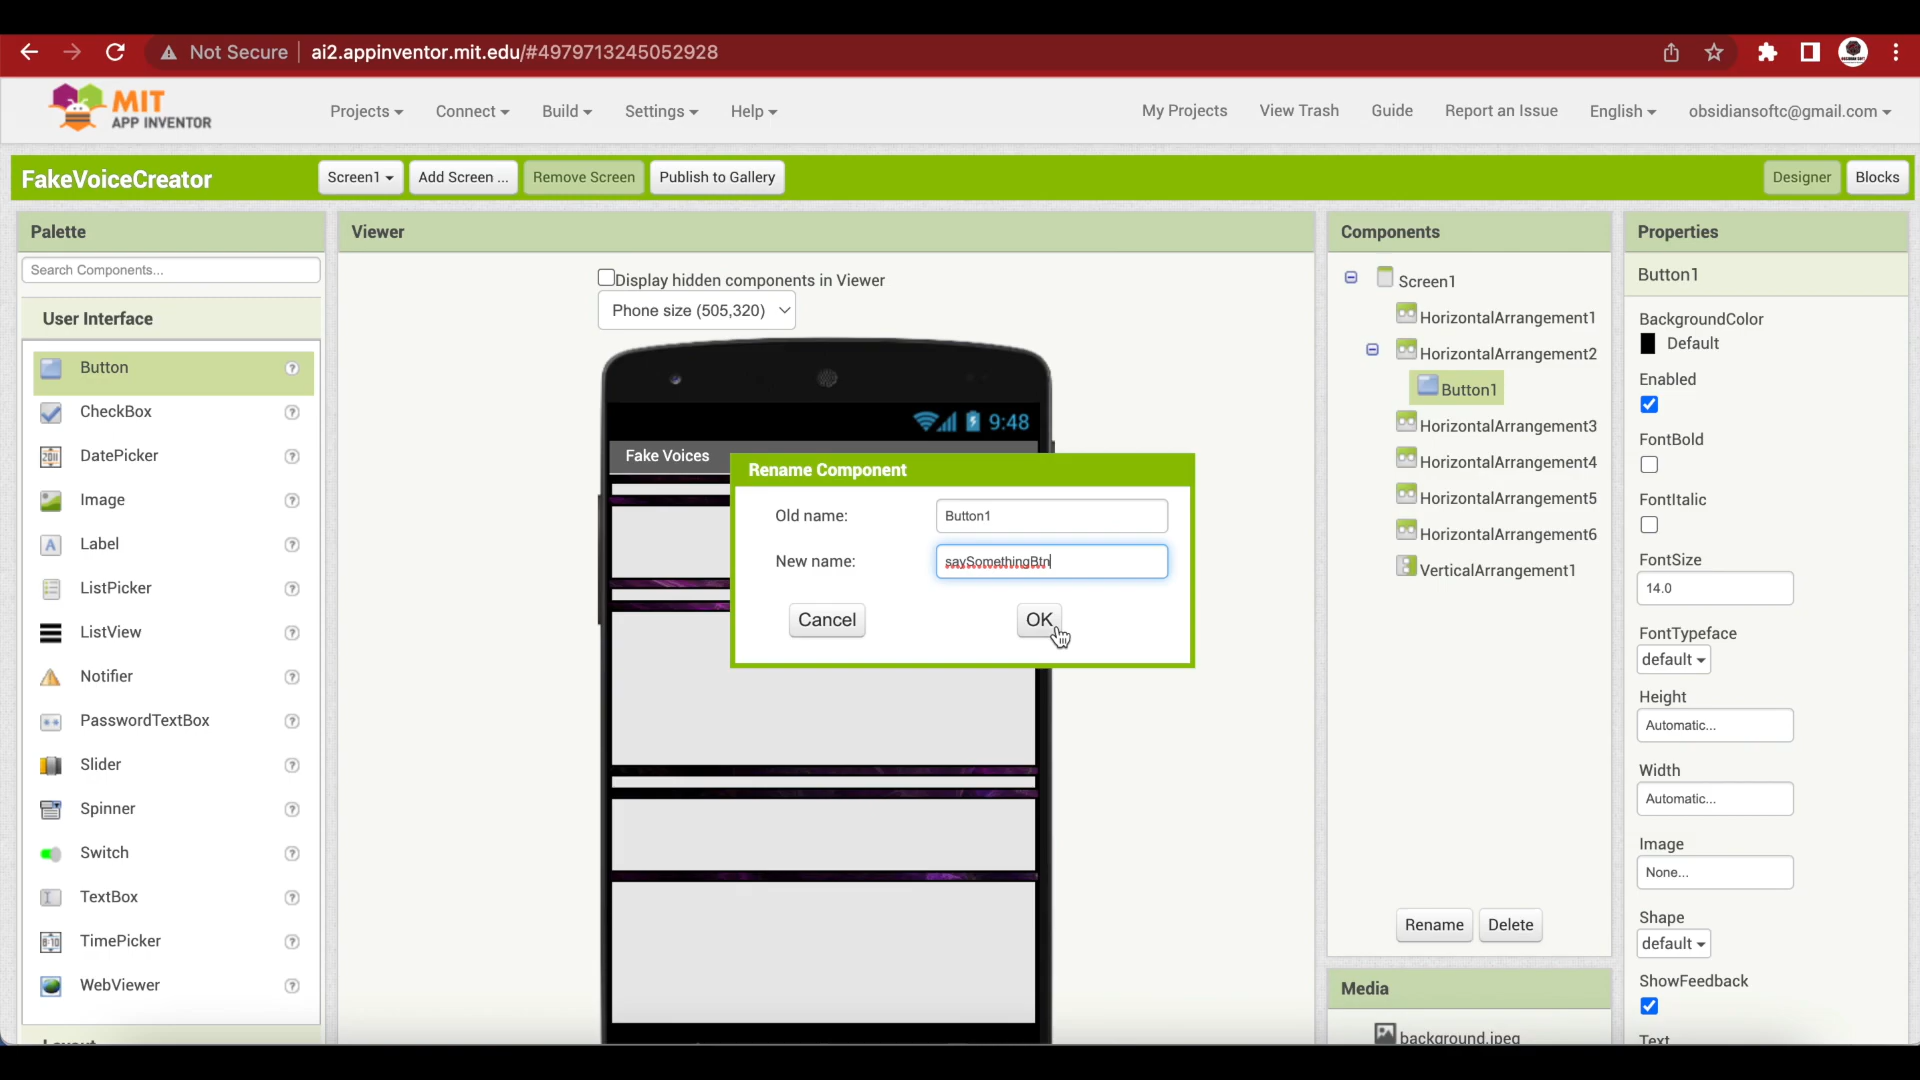 Not Secure | ai2.appinventor.mit.edu/#4979713245052928
MIT
APP INVENTOR
Projects Connect Build Settings Help My Projects View Trash Guide Report an Issue English obsidiansoftc@gmail.com
FakeVoiceCreator Screen1 Add Screen ... Remove Screen Publish to Gallery Designer Blocks
Palette
Search Components...
User Interface
Button ?
CheckBox ?
DatePicker ?
Image ?
Label ?
ListPicker ?
ListView ?
Notifier ?
PasswordTextBox ?
Slider ?
Spinner ?
Switch ?
TextBox ?
TimePicker ?
WebViewer ?
Layout
Viewer
Display hidden components in Viewer
Phone size (505,320)
9:48
Fake Voices
Rename Component
Old name: Button1
New name: saySomethingBtn
Cancel OK
Components
Screen1
HorizontalArrangement1
HorizontalArrangement2
Button1
HorizontalArrangement3
HorizontalArrangement4
HorizontalArrangement5
HorizontalArrangement6
VerticalArrangement1
Rename Delete
Media
background.jpeg
Properties
Button1
BackgroundColor
Default
Enabled
FontBold
FontItalic
FontSize
14.0
FontTypeface
default
Height
Automatic...
Width
Automatic...
Image
None...
Shape
default
ShowFeedback
Text